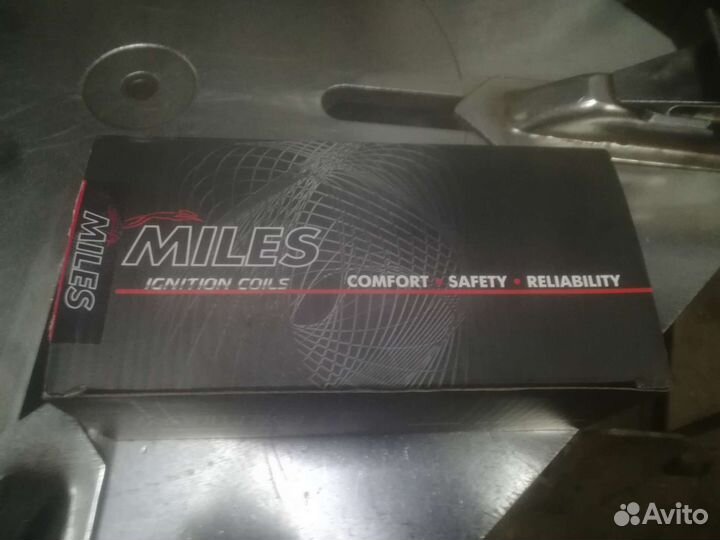 MILES
MILES
IGNITION COILS
COMFORT • SAFETY • RELIABILITY
Avito